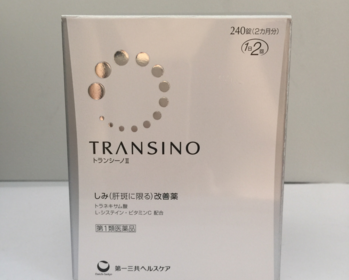 240錠(2カ月分)
1日2回
TRANSINO
トランシーノⅡ
しみ(肝斑に限る)改善薬
トラネキサム酸
L-システイン・ビタミンC 配合
第1類医薬品
第一三共ヘルスケア